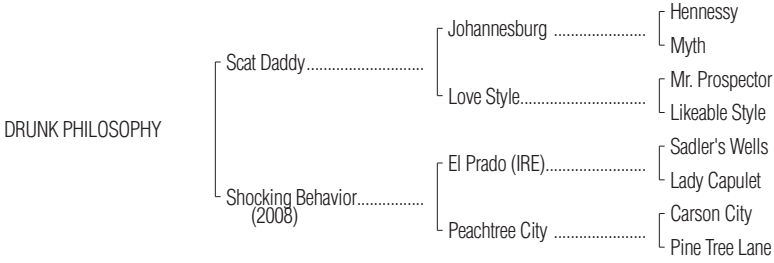 Hennessy
Johannesburg ......................
Myth
Scat Daddy...........................
Mr. Prospector
Love Style..............................
Likeable Style
DRUNK PHILOSOPHY
Sadler's Wells
El Prado (IRE)........................
Lady Capulet
Shocking Behavior...............
(2008)
Carson City
Peachtree City ......................
Pine Tree Lane